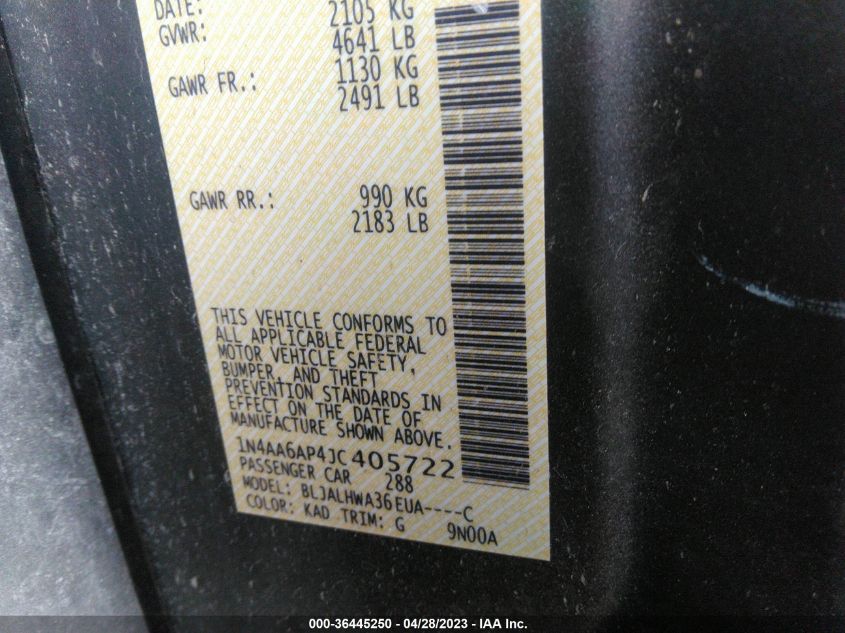 DATE: 2105 KG
GVWR: 4641 LB
GAWR FR.: 1130 KG
2491 LB
GAWR RR.: 990 KG
2183 LB
THIS VEHICLE CONFORMS TO
ALL APPLICABLE FEDERAL
MOTOR VEHICLE SAFETY,
BUMPER, AND THEFT
PREVENTION STANDARDS IN
EFFECT ON THE DATE OF
MANUFACTURE SHOWN ABOVE.
1N4AA6AP4JC405722
PASSENGER CAR 288
MODEL: BLJALHWA36EUA----C
COLOR: KAD TRIM: G 9N00A
000-36445250 - 04/28/2023 - IAA Inc.